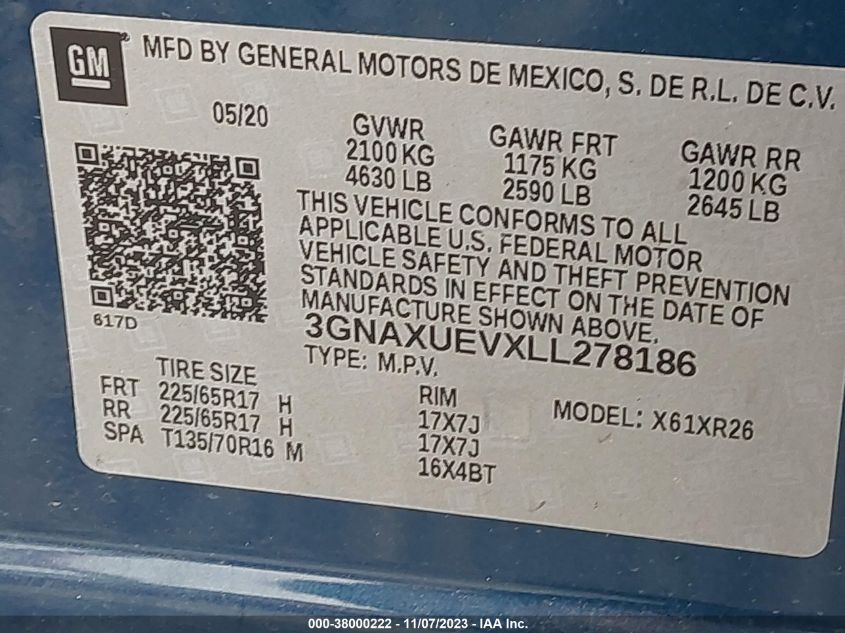 GM
MFD BY GENERAL MOTORS DE MEXICO, S. DE R.L. DE C.V.
05/20
GVWR
2100 KG
4630 LB
GAWR FRT
1175 KG
2590 LB
GAWR RR
1200 KG
2645 LB
THIS VEHICLE CONFORMS TO ALL
APPLICABLE U.S. FEDERAL MOTOR
VEHICLE SAFETY AND THEFT PREVENTION
STANDARDS IN EFFECT ON THE DATE OF
MANUFACTURE SHOWN ABOVE.
617D
3GNAXUEVXLL278186
TYPE: M.P.V.
TIRE SIZE RIM
FRT 225/65R17 H 17X7J MODEL: X61XR26
RR 225/65R17 H 17X7J
SPA T135/70R16 M 16X4BT
000-38000222 - 11/07/2023 - IAA Inc.